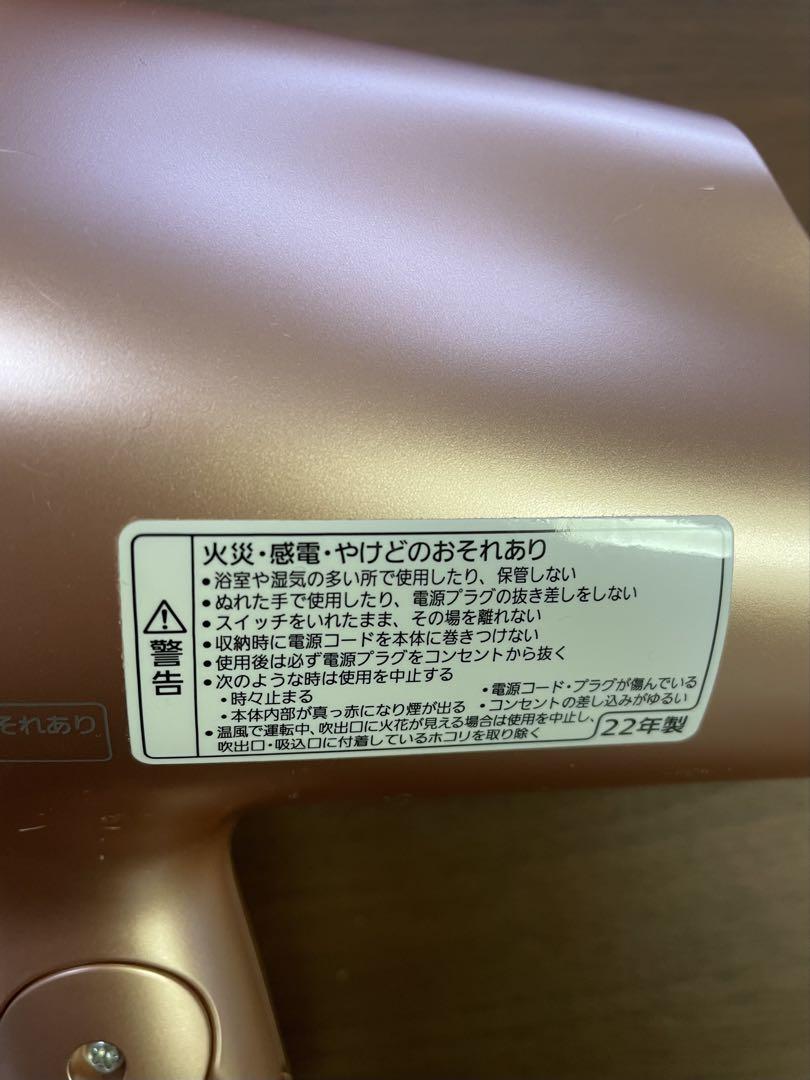 火災・感電・やけどのおそれあり
•浴室や湿気の多い所で使用したり、保管しない
•ぬれた手で使用したり、電源プラグの抜き差しをしない
•スイッチをいれたまま、その場を離れない
•収納時に電源コードを本体に巻きつけない
•使用後は必ず電源プラグをコンセントから抜く
•次のような時は使用を中止する
・時々止まる
・電源コード・プラグが傷んでいる
・本体内部が真っ赤になり煙が出る
・コンセントの差し込みがゆるい
•温風で運転中、吹出口に火花が見える場合は使用を中止し、
吹出口・吸込口に付着しているホコリを取り除く
警告
22年製
それあり